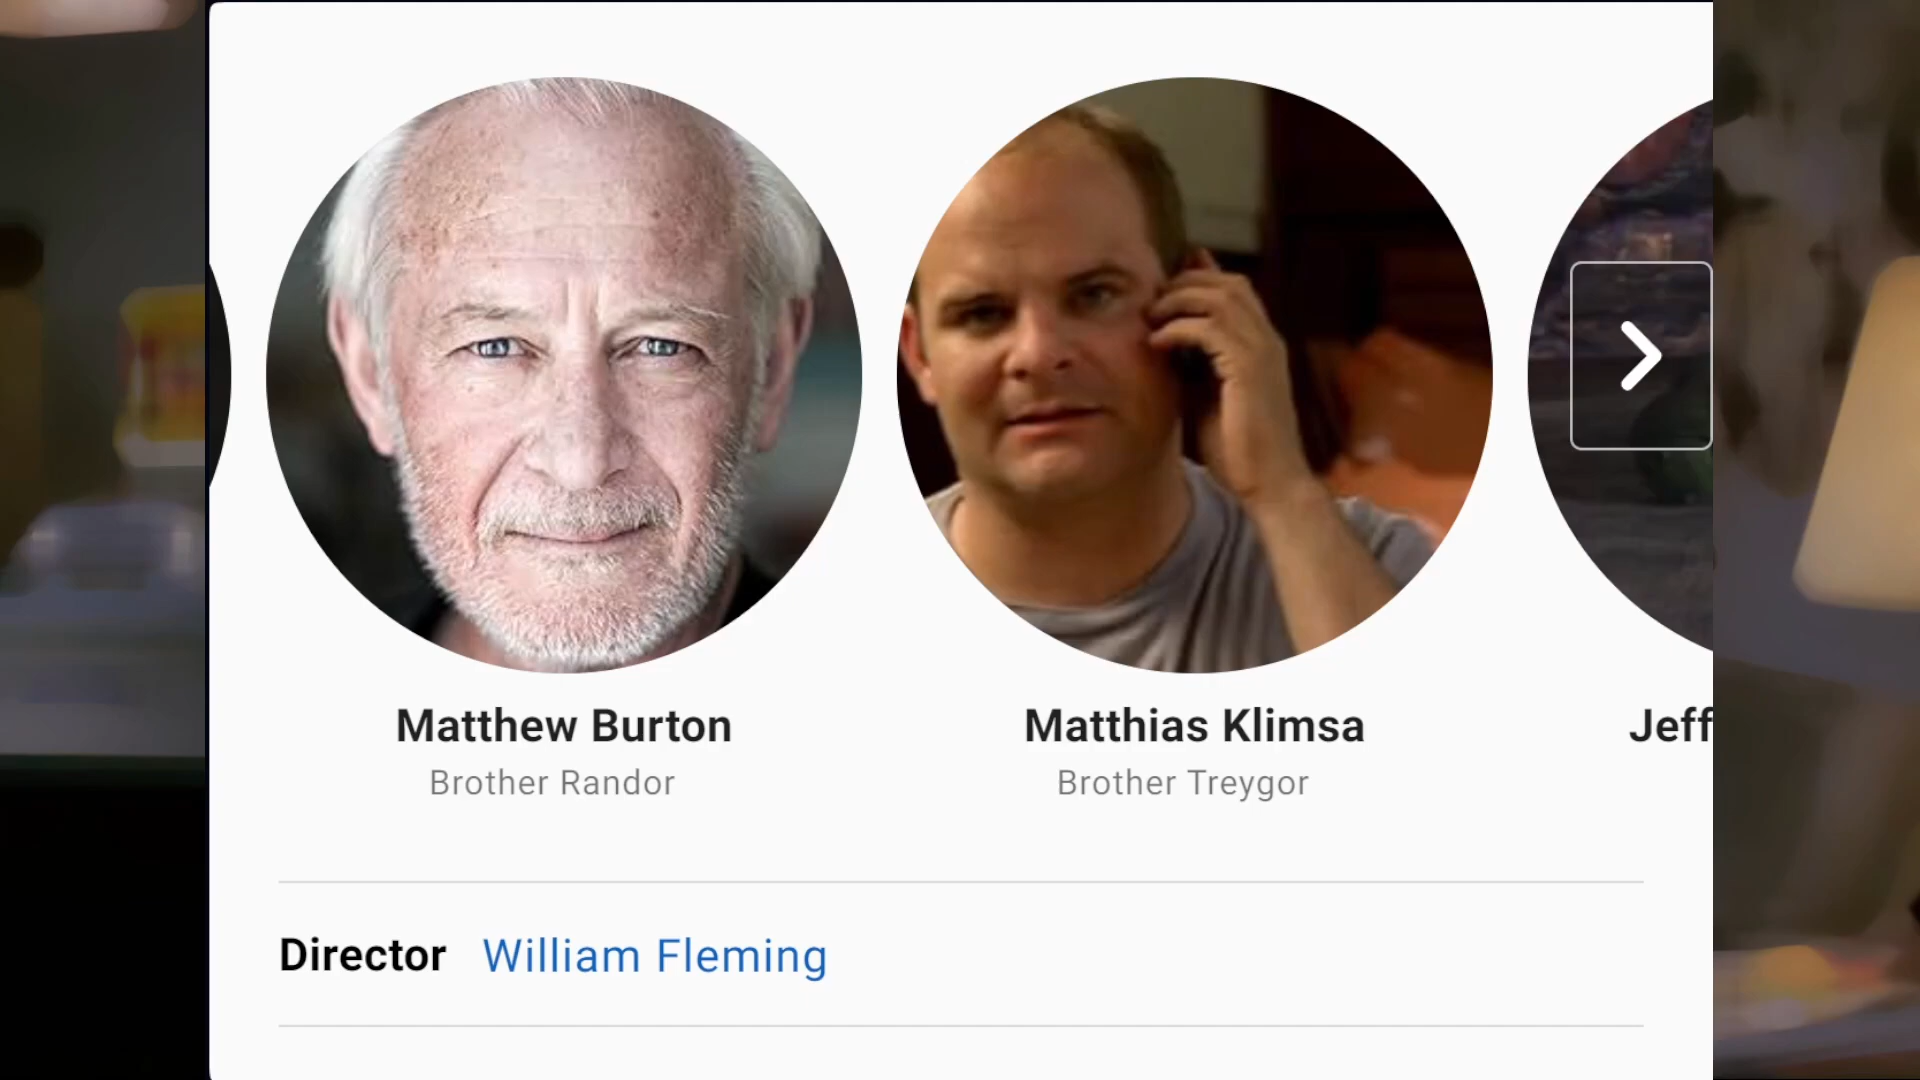 Matthew Burton
Brother Randor
Matthias Klimsa
Brother Treygor
Jeff
Director William Fleming